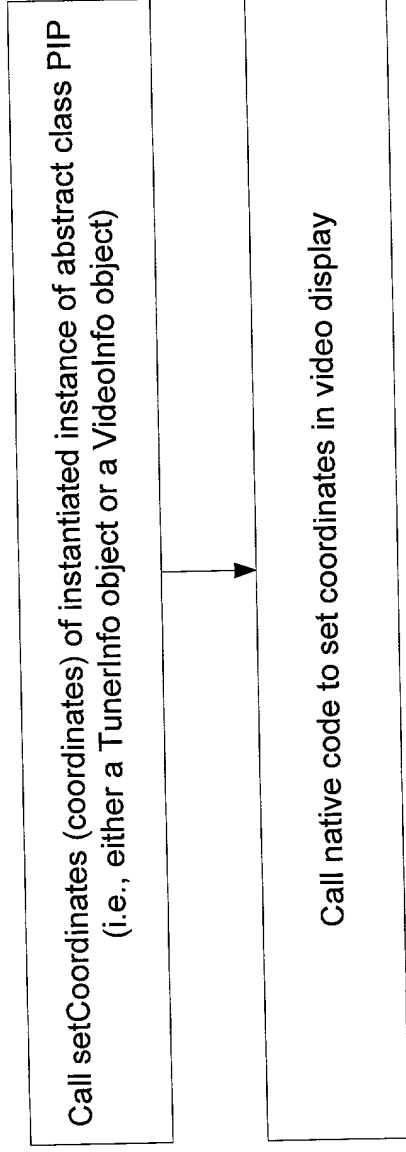 Call setCoordinates (coordinates) of instantiated instance of abstract class PIP
(i.e., either a TunerInfo object or a VideoInfo object)
Call native code to set coordinates in video display